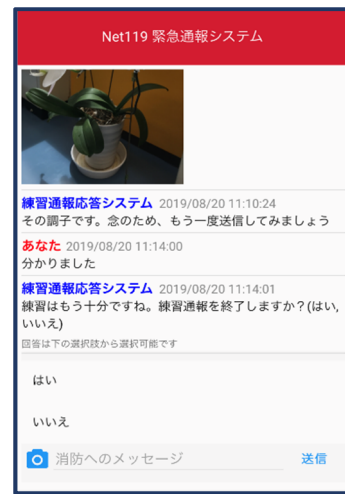 Net119 緊急通報システム
練習通報応答システム 2019/08/20 11:10:24
その調子です。念のため、もう一度送信してみましょう
あなた 2019/08/20 11:14:00
分かりました
練習通報応答システム 2019/08/20 11:14:01
練習はもう十分ですね。練習通報を終了しますか？(はい,
いいえ)
回答は下の選択肢から選択可能です
はい
いいえ
消防へのメッセージ 送信